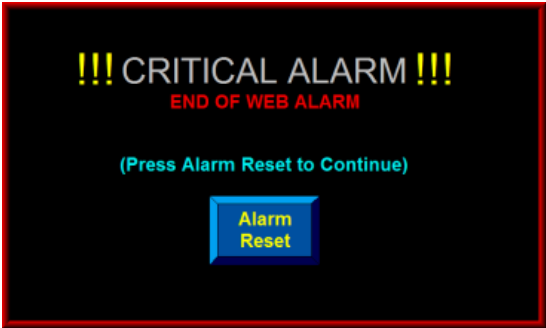 !!! CRITICAL ALARM !!!
END OF WEB ALARM
(Press Alarm Reset to Continue)
Alarm
Reset